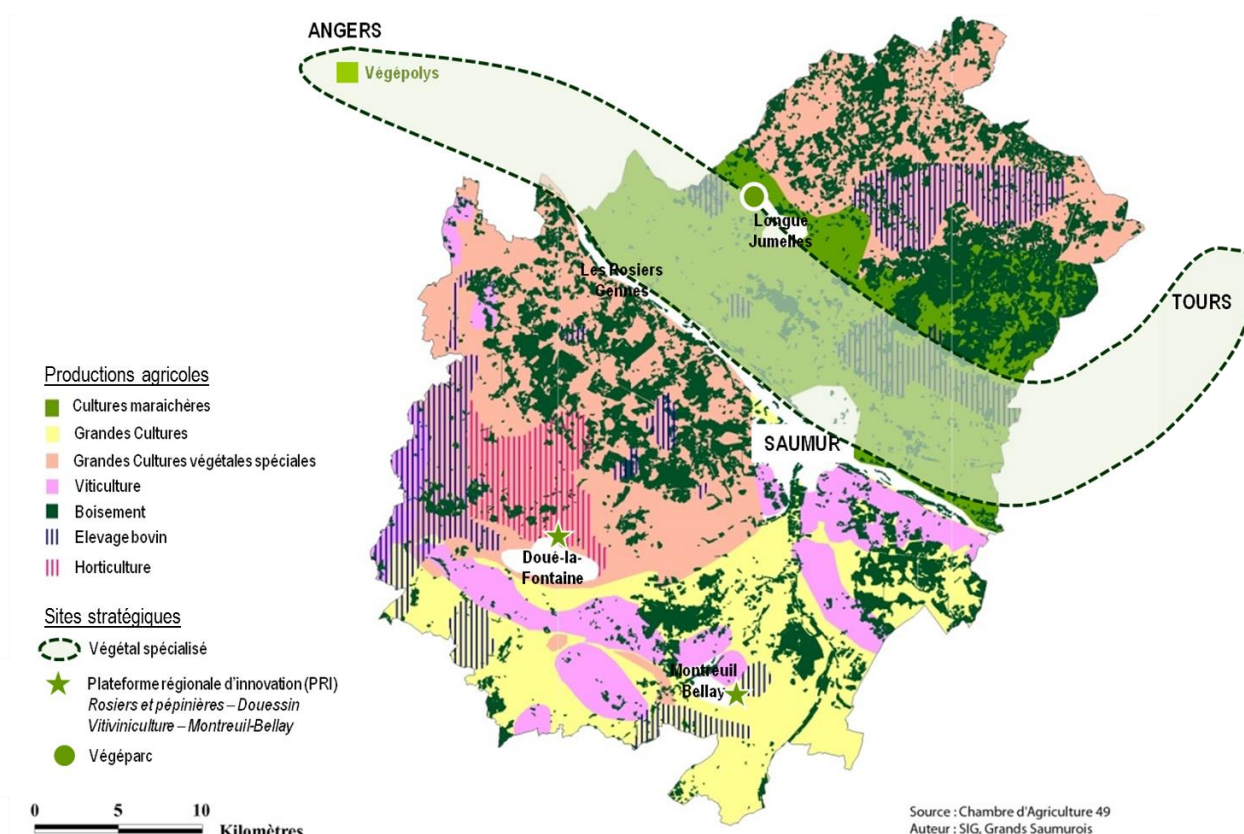 ANGERS
Végépolys
Longue
Jumelles
Les Rosiers
Gennes
TOURS
SAUMUR
Doué-la-
Fontaine
Montreuil
Bellay
Productions agricoles
Cultures maraichères
Grandes Cultures
Grandes Cultures végétales spéciales
Viticulture
Boisement
Elevage bovin
Horticulture
Sites stratégiques
Végétal spécialisé
Plateforme régionale d'innovation (PRI)
Rosiers et pépinières – Douessin
Vitiviniculture – Montreuil-Bellay
Végéparc
0 5 10
Kilomètres
Source : Chambre d'Agriculture 49
Auteur : SIG, Grands Saumurois